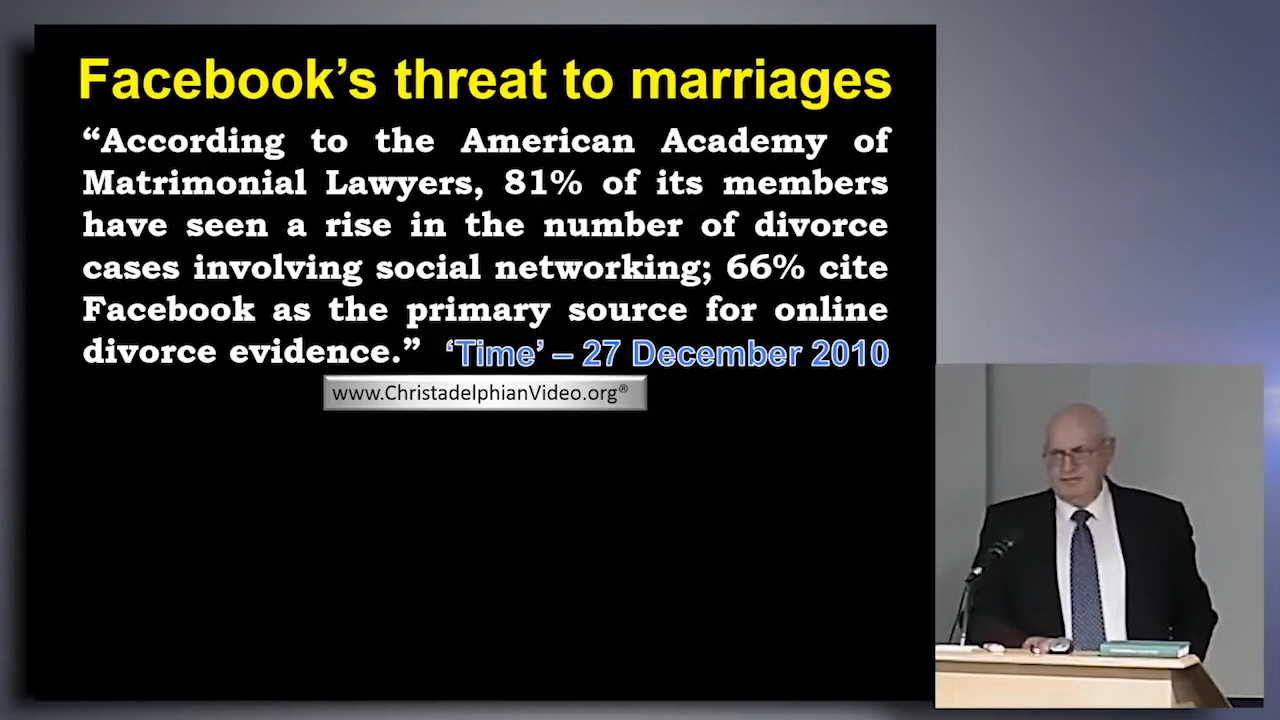 Facebook’s threat to marriages
“According to the American Academy of
Matrimonial Lawyers, 81% of its members
have seen a rise in the number of divorce
cases involving social networking; 66% cite
Facebook as the primary source for online
divorce evidence.” ‘Time’ – 27 December 2010
www.ChristadelphianVideo.org®